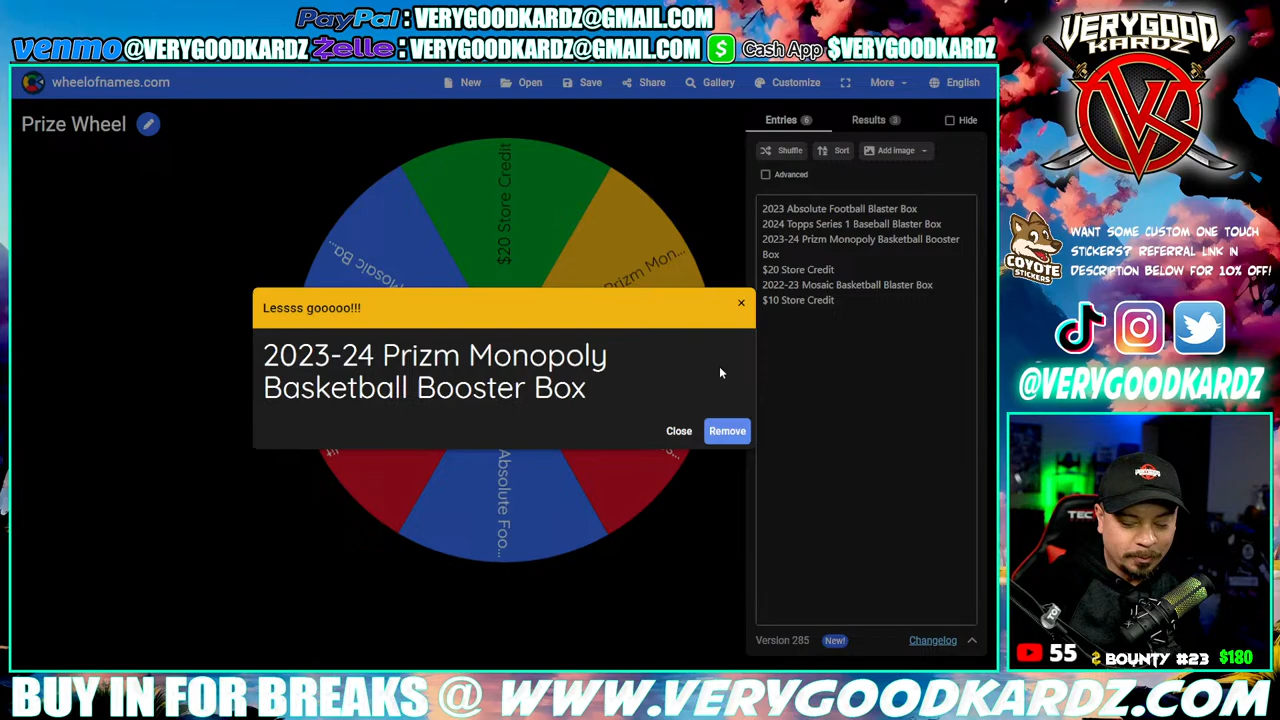 PayPal : VERYGOODKARDZ@GMAIL.COM
venmo @VERYGOODKARDZ Zelle : VERYGOODKARDZ@GMAIL.COM $ Cash App $VERYGOODKARDZ
VERYGOOD
KARDZ
wheelofnames.com
New
Open
Save
Share
Gallery
Customize
More
English
Prize Wheel
Entries 6
Results 3
Hide
Shuffle
Sort
Add image
Advanced
2023 Absolute Football Blaster Box
2024 Topps Series 1 Baseball Blaster Box
2023-24 Prizm Monopoly Basketball Booster
Box
$20 Store Credit
2022-23 Mosaic Basketball Blaster Box
$10 Store Credit
$20 Store Credit
Prizm Mon...
Mosaic Ba...
Absolute Foo...
Lessss gooooo!!!
×
2023-24 Prizm Monopoly
Basketball Booster Box
Close
Remove
Version 285
New!
Changelog
COYOTE
STICKERS
WANT SOME CUSTOM ONE TOUCH
STICKERS? REFERRAL LINK IN
DESCRIPTION BELOW FOR 10% OFF!
@VERYGOODKARDZ
TEC
55
BOUNTY #23 $180
BUY IN FOR BREAKS @ WWW.VERYGOODKARDZ.COM